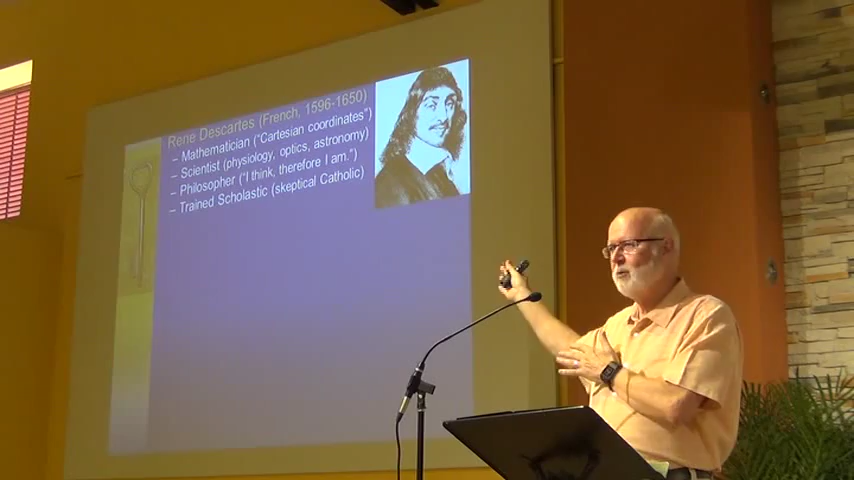 Rene Descartes (French, 1596-1650)
– Mathematician ("Cartesian coordinates")
– Scientist (physiology, optics, astronomy)
– Philosopher ("I think, therefore I am.")
– Trained Scholastic (skeptical Catholic)